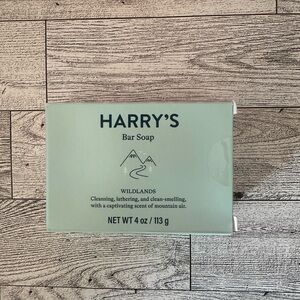 HARRY'S
Bar Soap
WILDLANDS
Cleansing, lathering, and clean-smelling,
with a captivating scent of mountain air.
NET WT 4 oz / 113 g